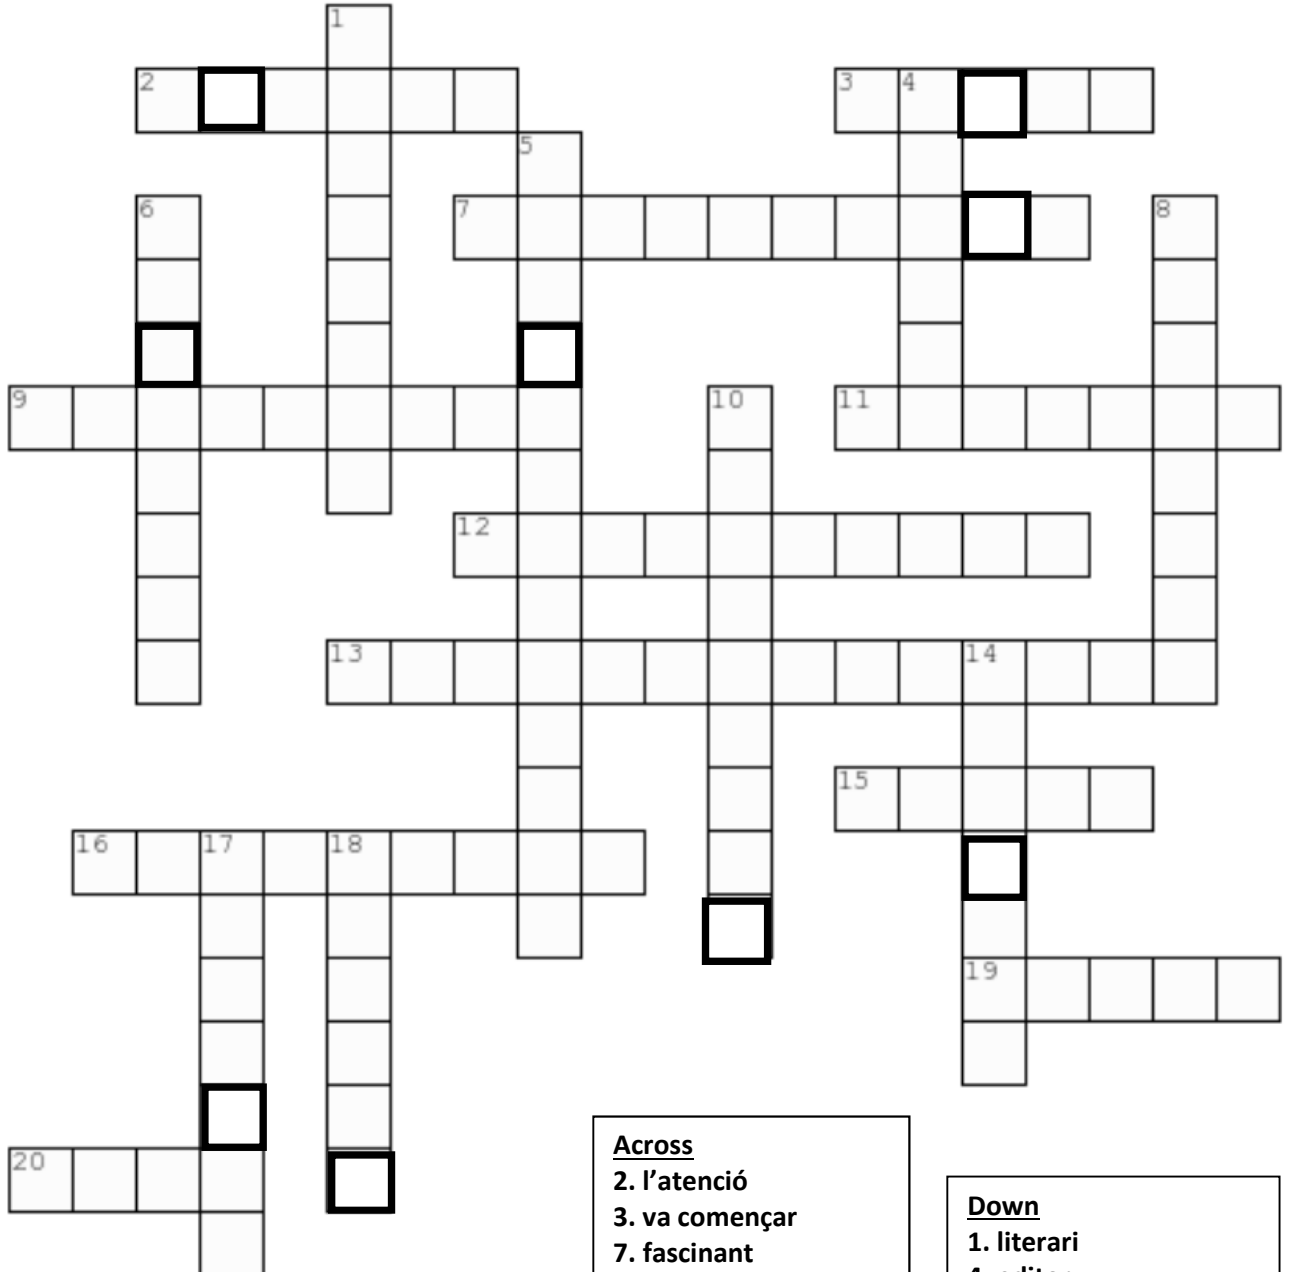 1
2
3 4
5
6
7
8
9
10
11
12
13
14
15
16 17 18
19
20
Across
2. l’atenció
3. va començar
7. fascinant
Down
1. literari